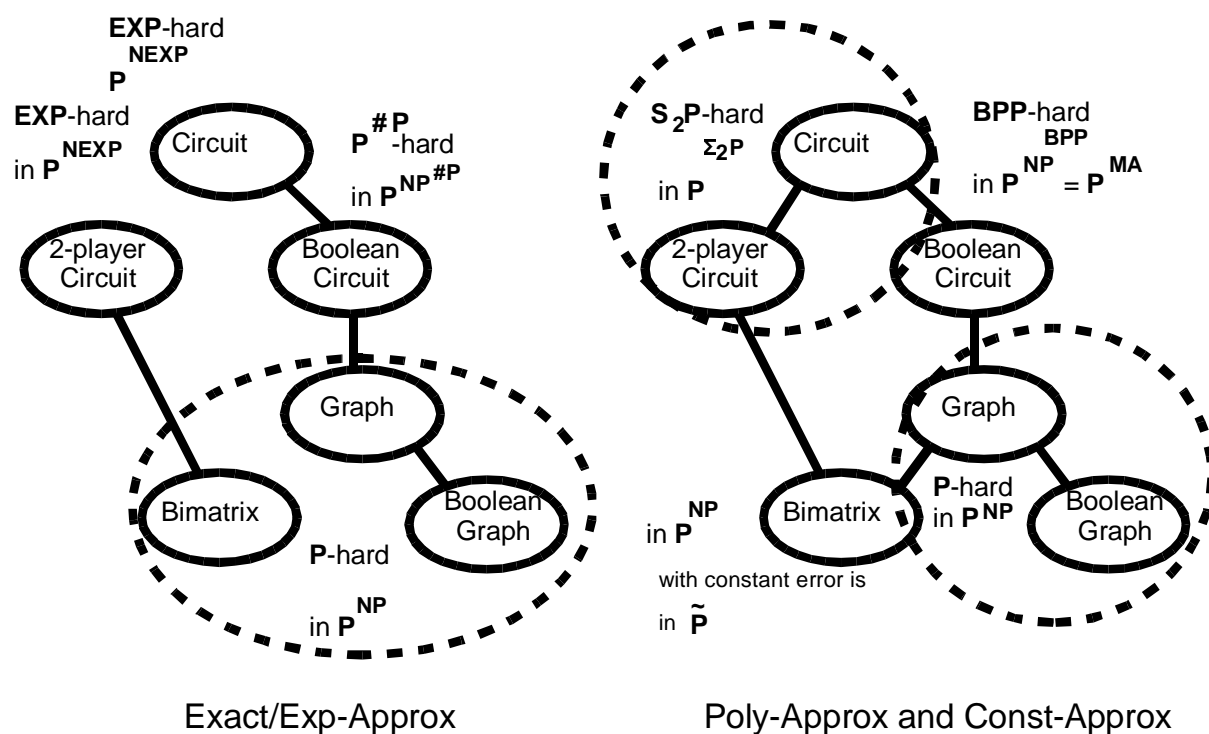 EXP-hard
P^NEXP
EXP-hard
in P^NEXP
Circuit
P^#P-hard
in P^NP^#P
2-player
Circuit
Boolean
Circuit
Graph
Bimatrix
Boolean
Graph
P-hard
in P^NP
Exact/Exp-Approx
S₂P-hard
in P^Σ₂P
Circuit
BPP-hard
in P^NP^BPP = P^MA
2-player
Circuit
Boolean
Circuit
Graph
in P^NP
Bimatrix
P-hard
in P^NP
Boolean
Graph
with constant error is
in P̃
Poly-Approx and Const-Approx